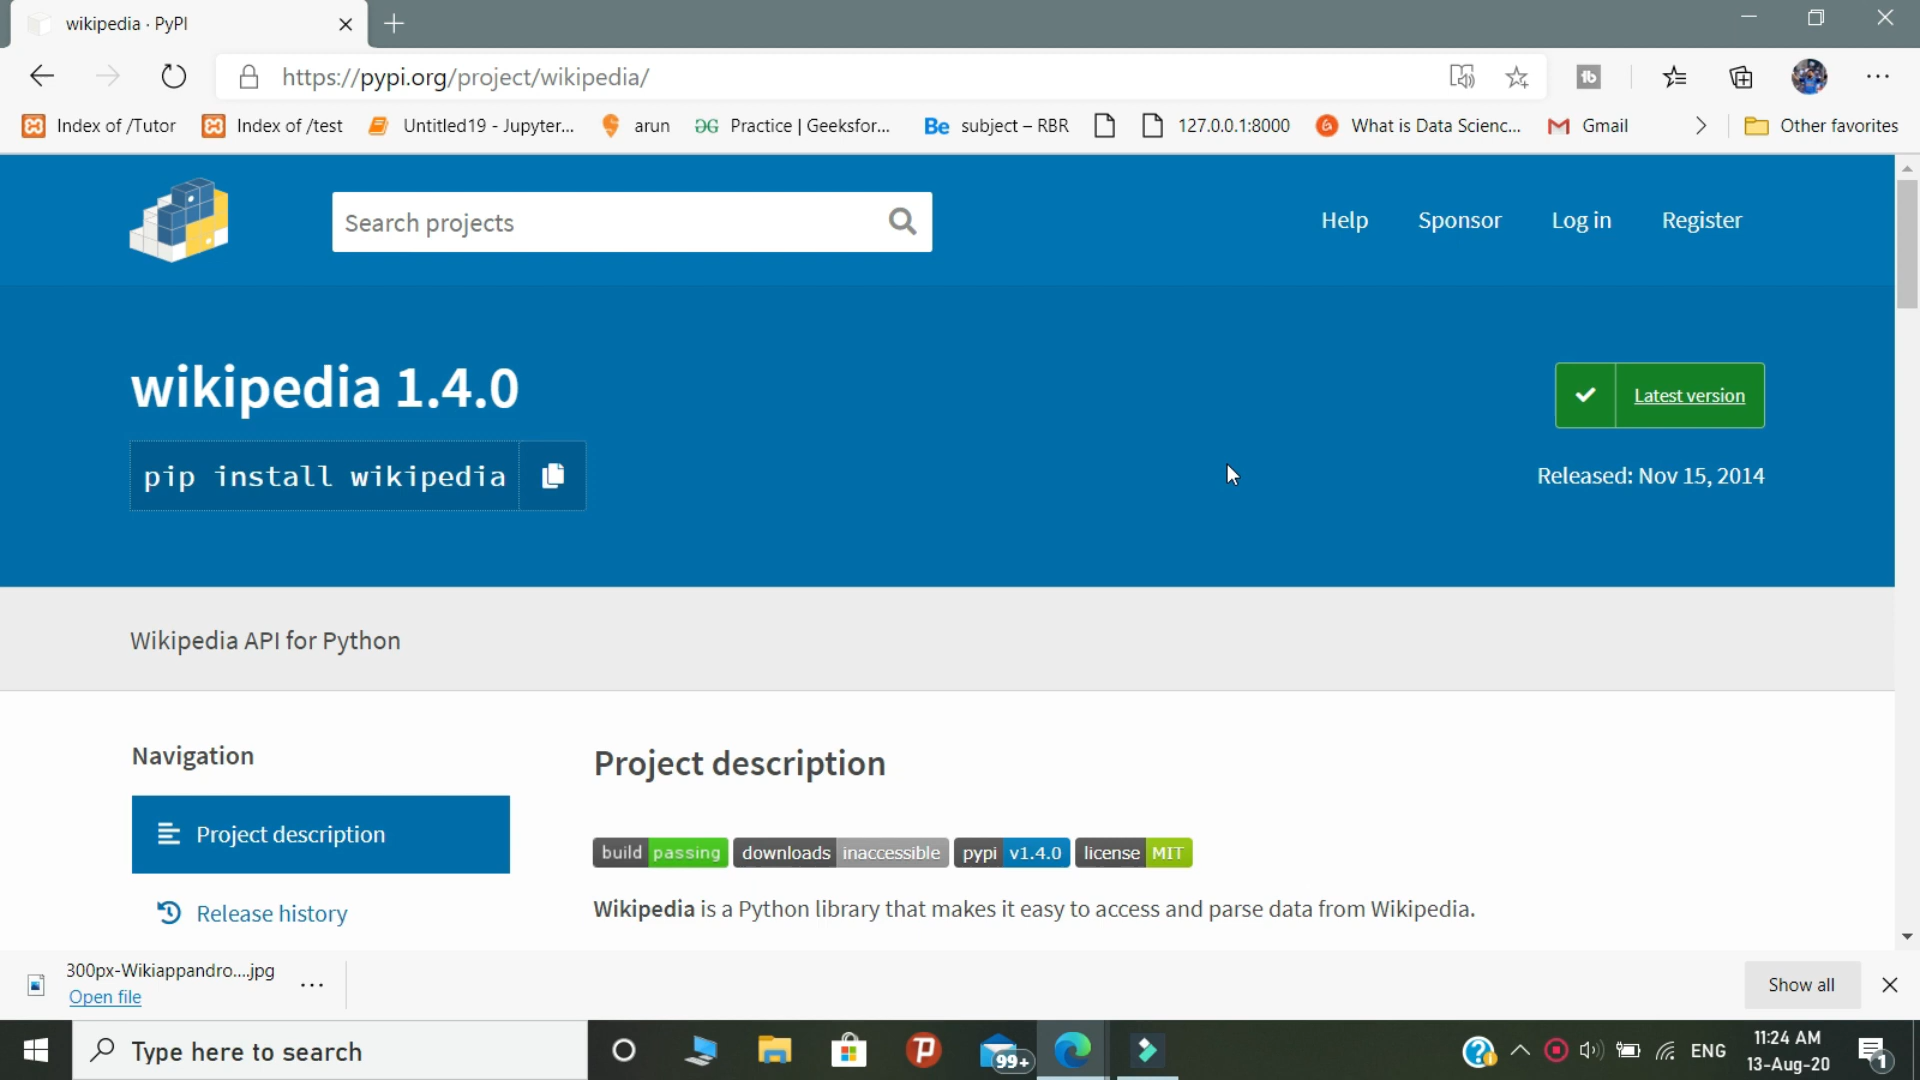 wikipedia · PyPI
https://pypi.org/project/wikipedia/
Index of /Tutor
Index of /test
Untitled19 - Jupyter...
arun
Practice | Geeksfor...
Be subject – RBR
127.0.0.1:8000
What is Data Scienc...
Gmail
Other favorites
Search projects
Help
Sponsor
Log in
Register
wikipedia 1.4.0
Latest version
pip install wikipedia
Released: Nov 15, 2014
Wikipedia API for Python
Navigation
Project description
Project description
build passing downloads inaccessible pypi v1.4.0 license MIT
Release history
Wikipedia is a Python library that makes it easy to access and parse data from Wikipedia.
300px-Wikiappandro....jpg
Open file
Show all
Type here to search
99+
ENG
11:24 AM
13-Aug-20
1